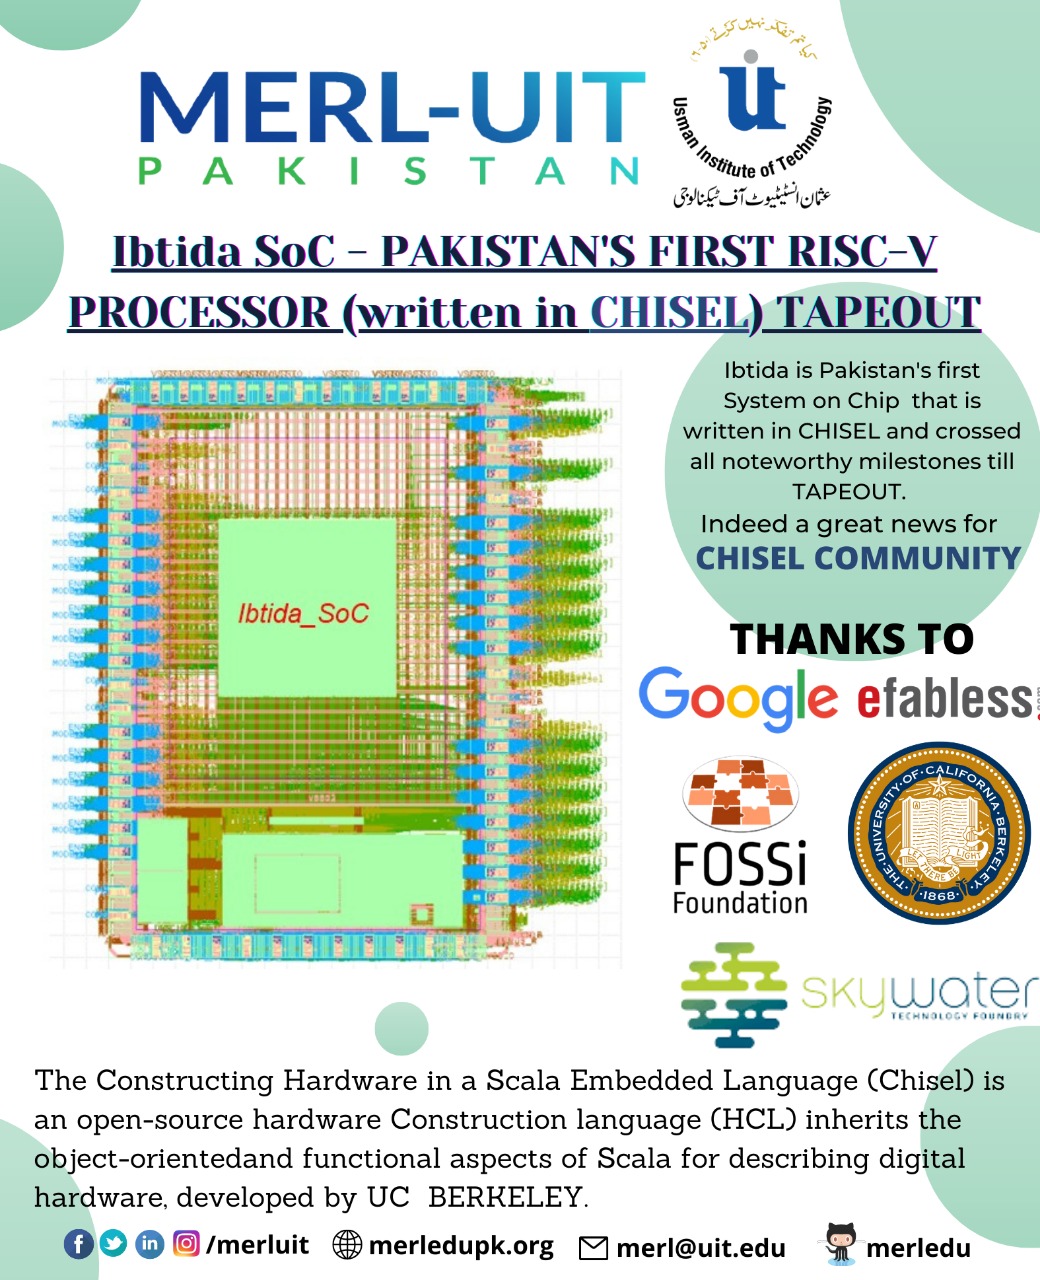 MERL-UIT
PAKISTAN
کیا تم تفکر نہیں کرتے (۶:۵۰)
uit
Usman Institute of Technology
عثمان انسٹیٹیوٹ آف ٹیکنالوجی
Ibtida SoC - PAKISTAN'S FIRST RISC-V
PROCESSOR (written in CHISEL) TAPEOUT
Ibtida_SoC
Ibtida is Pakistan's first
System on Chip that is
written in CHISEL and crossed
all noteworthy milestones till
TAPEOUT.
Indeed a great news for
CHISEL COMMUNITY
THANKS TO
Google efabless.com
FOSSi
Foundation
THE·UNIVERSITY·OF·CALIFORNIA·BERKELEY·
LET THERE BE LIGHT
·1868·
skywater
TECHNOLOGY FOUNDRY
The Constructing Hardware in a Scala Embedded Language (Chisel) is
an open-source hardware Construction language (HCL) inherits the
object-orientedand functional aspects of Scala for describing digital
hardware, developed by UC BERKELEY.
/merluit merledupk.org merl@uit.edu merledu